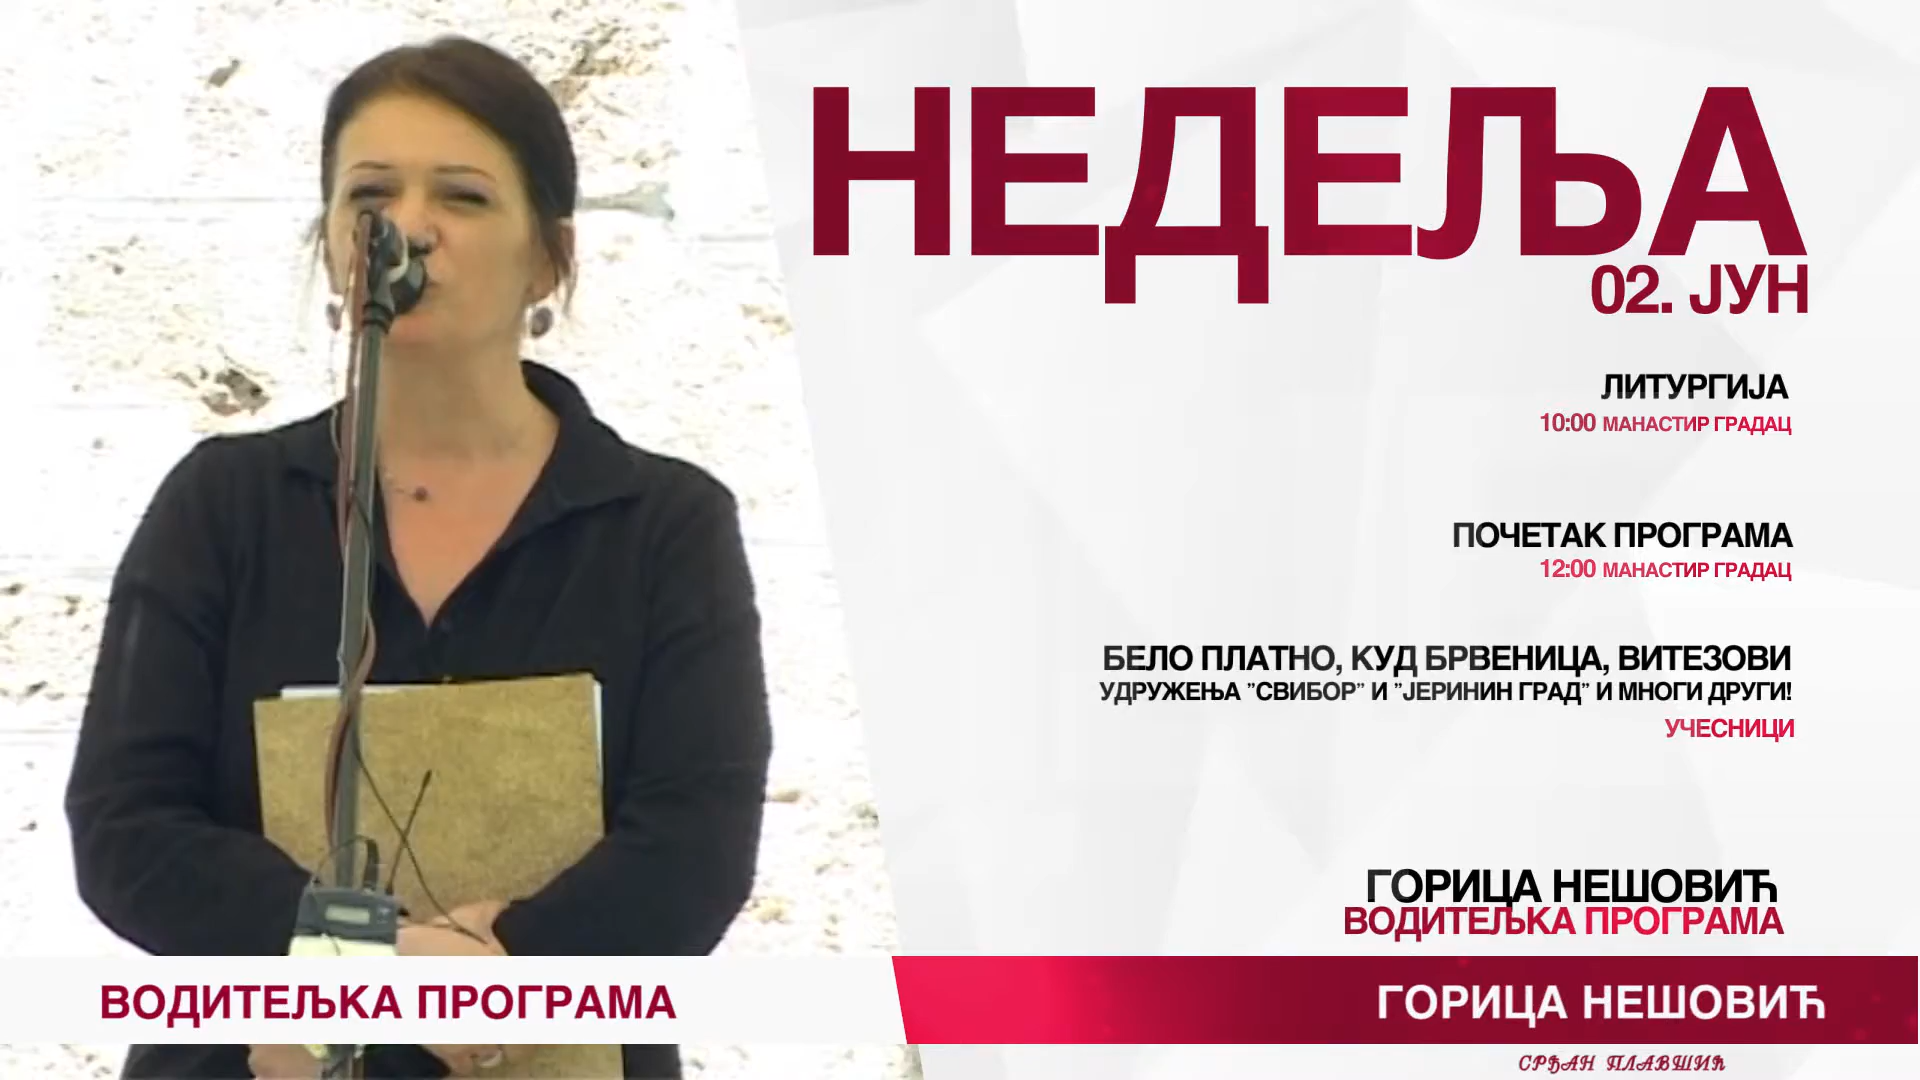 НЕДЕЉА
02. ЈУН
ЛИТУРГИЈА
10:00 МАНАСТИР ГРАДАЦ
ПОЧЕТАК ПРОГРАМА
12:00 МАНАСТИР ГРАДАЦ
БЕЛО ПЛАТНО, КУД БРВЕНИЦА, ВИТЕЗОВИ
УДРУЖЕЊА ”СВИБОР” И ”ЈЕРИНИН ГРАД” И МНОГИ ДРУГИ!
УЧЕСНИЦИ
ГОРИЦА НЕШОВИЋ
ВОДИТЕЉКА ПРОГРАМА
ВОДИТЕЉКА ПРОГРАМА
ГОРИЦА НЕШОВИЋ
СРЂАН ПЛАВШИЋ